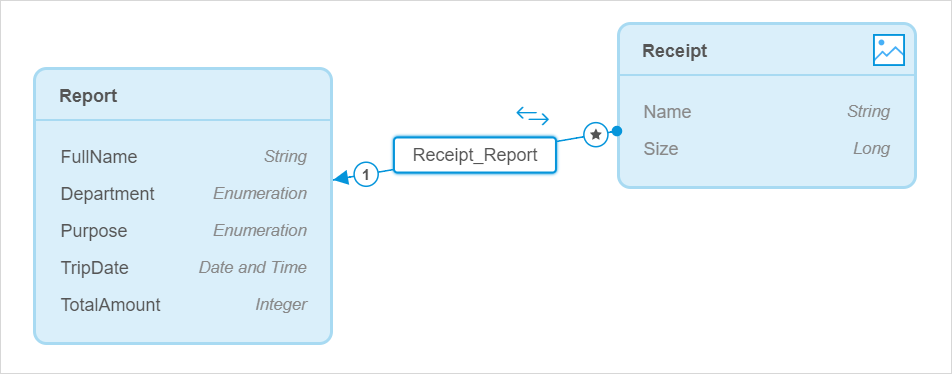 Report
FullName String
Department Enumeration
Purpose Enumeration
TripDate Date and Time
TotalAmount Integer
1
Receipt_Report
Receipt
Name String
Size Long